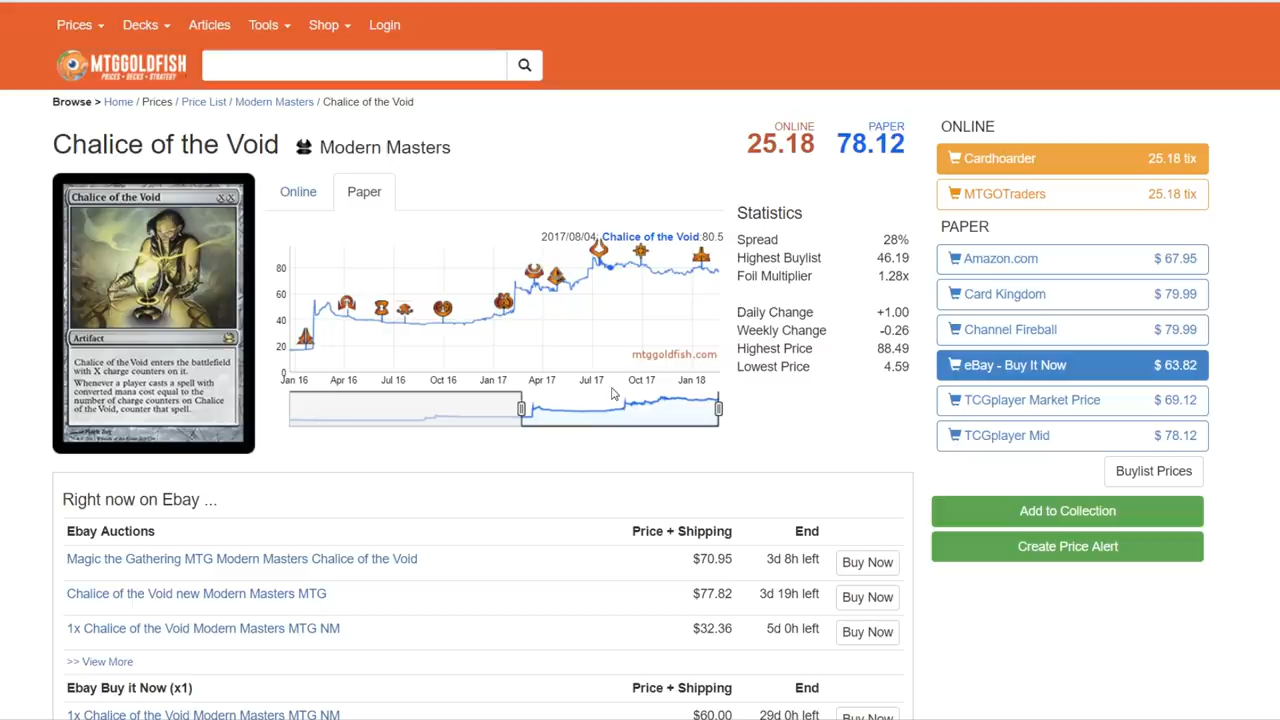 Prices Decks Articles Tools Shop Login
MTGGOLDFISH
PRICES • DECKS • STRATEGY
Browse > Home / Prices / Price List / Modern Masters / Chalice of the Void
Chalice of the Void Modern Masters
ONLINE PAPER
25.18 78.12
Chalice of the Void XX
Artifact
Chalice of the Void enters the battlefield
with X charge counters on it.
Whenever a player casts a spell with
converted mana cost equal to the
number of charge counters on Chalice
of the Void, counter that spell.
Online Paper
2017/08/04: Chalice of the Void:80.5
80
60
40
20
0
mtggoldfish.com
Jan 16 Apr 16 Jul 16 Oct 16 Jan 17 Apr 17 Jul 17 Oct 17 Jan 18
Statistics
Spread 28%
Highest Buylist 46.19
Foil Multiplier 1.28x
Daily Change +1.00
Weekly Change -0.26
Highest Price 88.49
Lowest Price 4.59
ONLINE
Cardhoarder 25.18 tix
MTGOTraders 25.18 tix
PAPER
Amazon.com $ 67.95
Card Kingdom $ 79.99
Channel Fireball $ 79.99
eBay - Buy It Now $ 63.82
TCGplayer Market Price $ 69.12
TCGplayer Mid $ 78.12
Buylist Prices
Add to Collection
Create Price Alert
Right now on Ebay ...
Ebay Auctions Price + Shipping End
Magic the Gathering MTG Modern Masters Chalice of the Void $70.95 3d 8h left Buy Now
Chalice of the Void new Modern Masters MTG $77.82 3d 19h left Buy Now
1x Chalice of the Void Modern Masters MTG NM $32.36 5d 0h left Buy Now
>> View More
Ebay Buy it Now (x1) Price + Shipping End
1x Chalice of the Void Modern Masters MTG NM $60.00 29d 0h left Buy Now